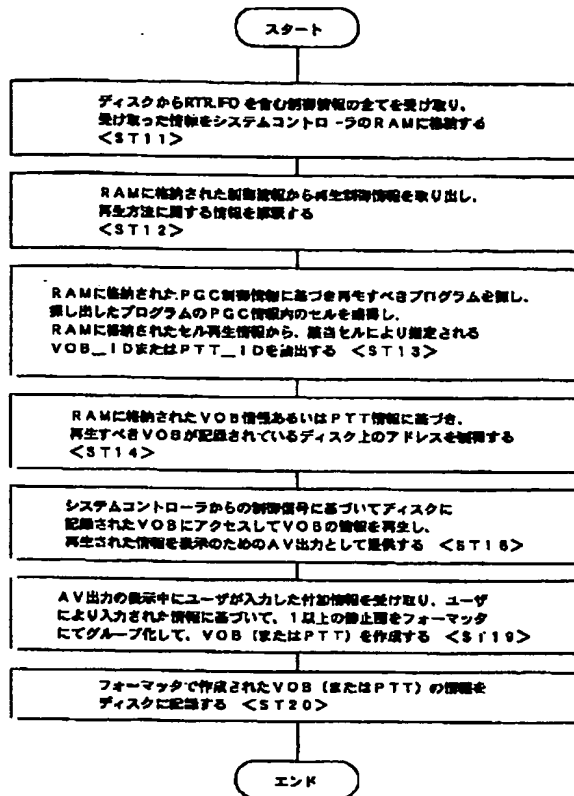 スタート
ディスクからRTR.IFOを含む制御情報の全てを受け取り、
受け取った情報をシステムコントローラのRAMに格納する
<ST11>
RAMに格納された制御情報から再生制御情報を取り出し、
再生方法に関する情報を解釈する
<ST12>
RAMに格納されたPGC制御情報に基づき再生すべきプログラムを探し、
探し出したプログラムのPGC情報内のセルを獲得し、
RAMに格納されたセル再生情報から、該当セルにより指定される
VOB_IDまたはPTT_IDを抽出する <ST13>
RAMに格納されたVOB情報あるいはPTT情報に基づき、
再生すべきVOBが記録されているディスク上のアドレスを獲得する
<ST14>
システムコントローラからの制御信号に基づいてディスクに
記録されたVOBにアクセスしてVOBの情報を再生し、
再生された情報を表示のためのAV出力として提供する
AV出力の表示中にユーザが入力した付加情報を受け取り、ユーザ
により入力された情報に基づいて、1以上の静止画をフォーマッタ
にてグループ化して、VOB（またはPTT）を作成する <ST19>
フォーマッタで作成されたVOB（またはPTT）の情報を
ディスクに記録する <ST20>
エンド